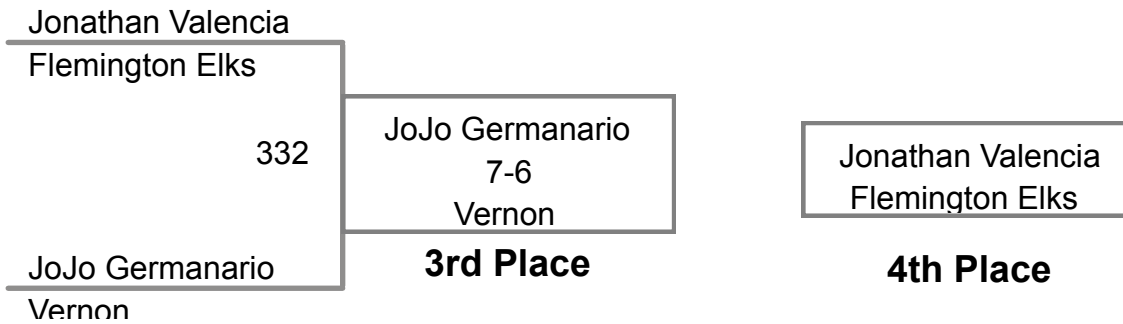 Jonathan Valencia
Flemington Elks
332
JoJo Germanario
Vernon
JoJo Germanario
7-6
Vernon
3rd Place
Jonathan Valencia
Flemington Elks
4th Place